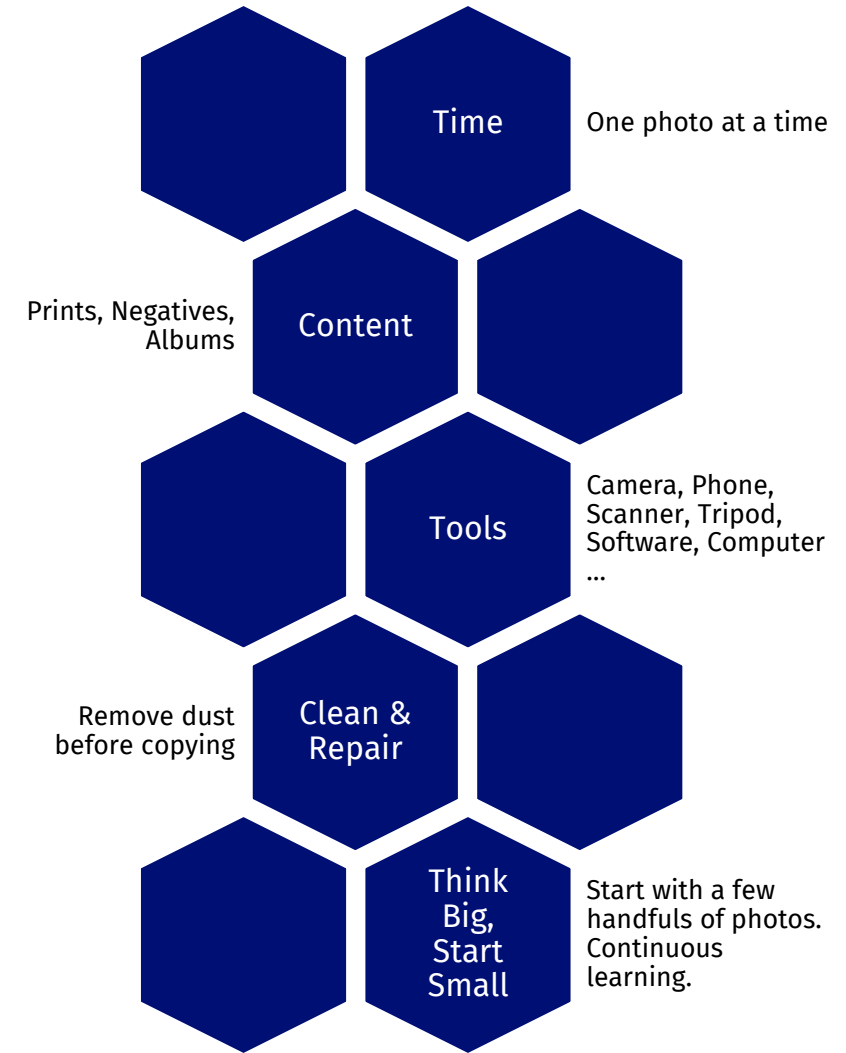 Time
One photo at a time
Prints, Negatives,
Albums
Content
Tools
Camera, Phone,
Scanner, Tripod,
Software, Computer
...
Remove dust
before copying
Clean &
Repair
Think
Big,
Start
Small
Start with a few
handfuls of photos.
Continuous
learning.